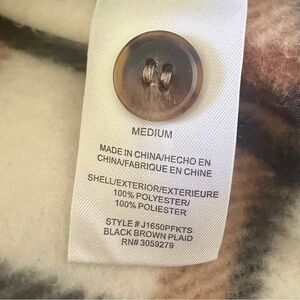 MEDIUM
MADE IN CHINA/HECHO EN
CHINA/FABRIQUE EN CHINE
SHELL/EXTERIOR/EXTERIEURE
100% POLYESTER/
100% POLIESTER
STYLE # J1650PFKTS
BLACK BROWN PLAID
RN# 3059279